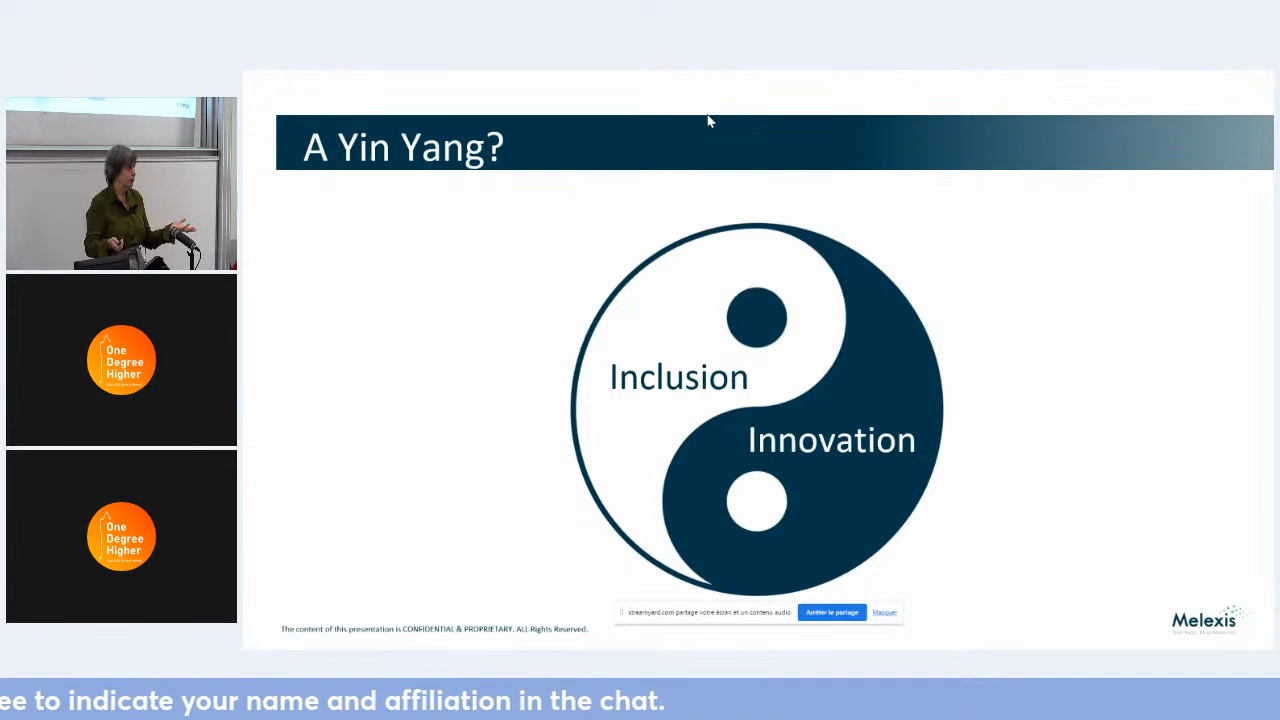 A Yin Yang?
Inclusion
Innovation
One
Degree
Higher
One
Degree
Higher
streamyard.com partage votre écran et un contenu audio.
Arrêter le partage
Masquer
The content of this presentation is CONFIDENTIAL & PROPRIETARY. ALL Rights Reserved.
Melexis
INSPIRED ENGINEERING
ee to indicate your name and affiliation in the chat.